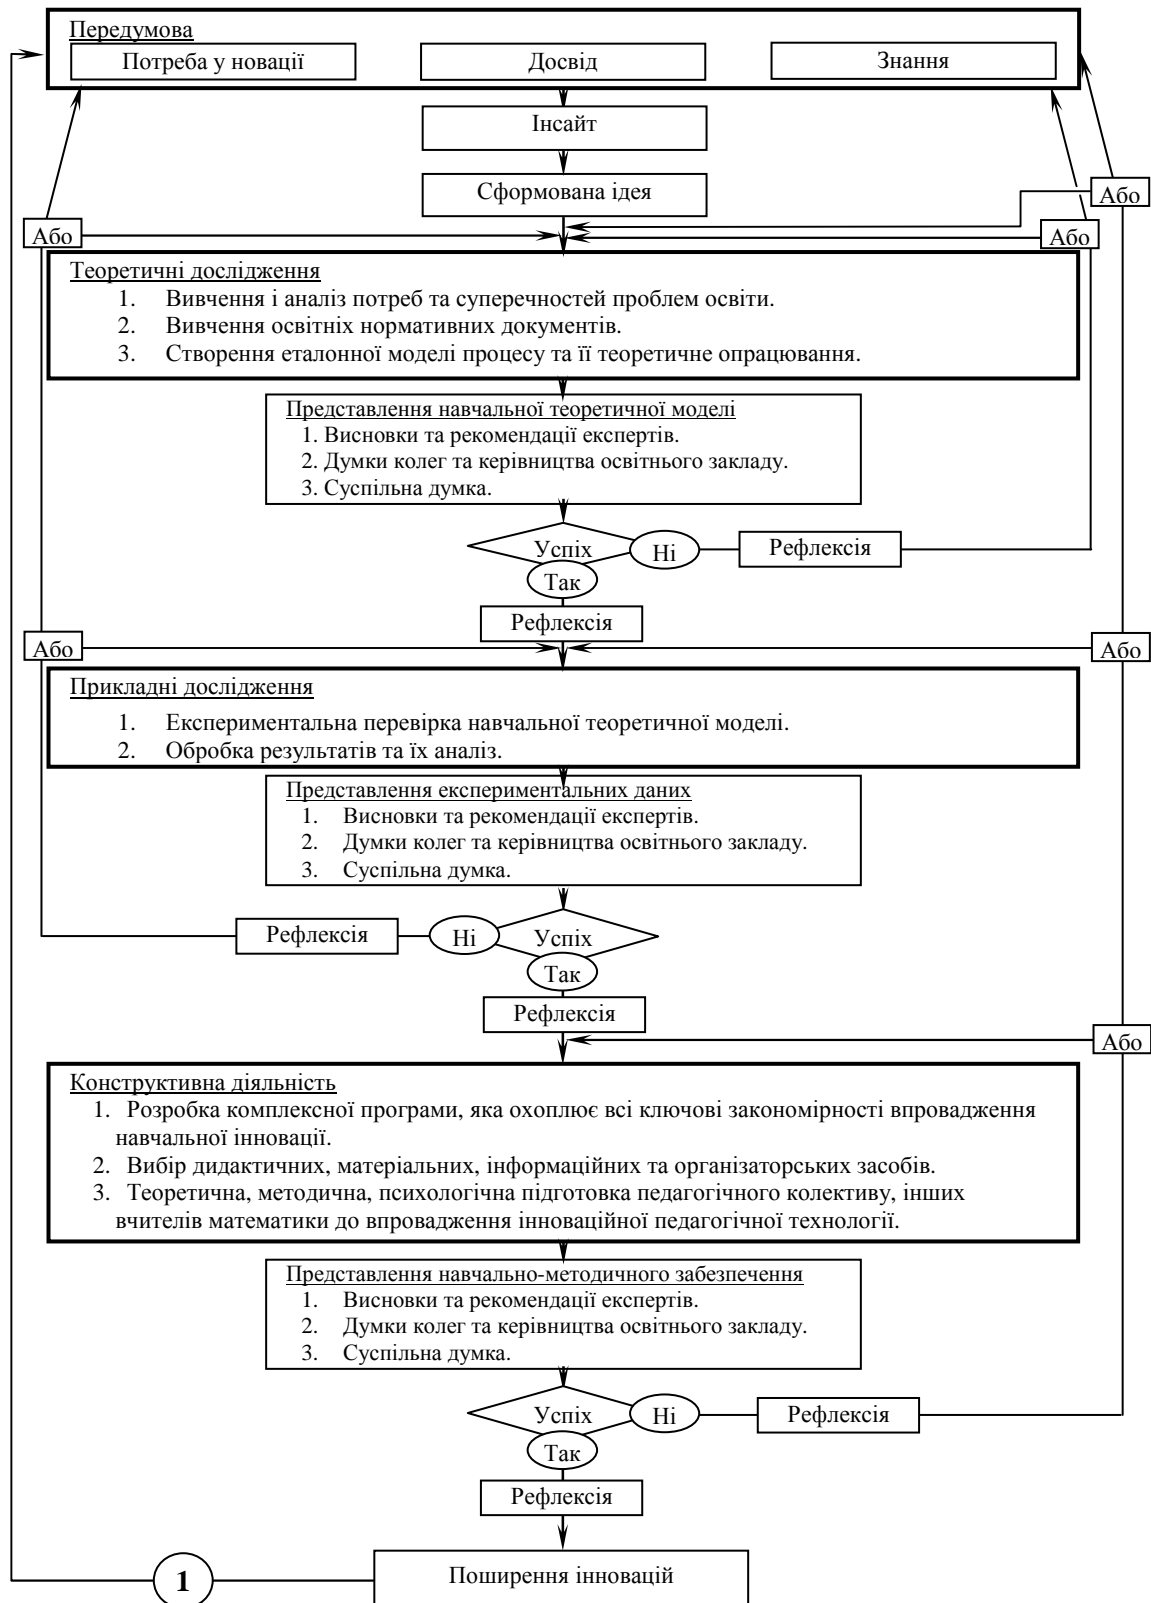 Передумова
Потреба у новації
Досвід
Знання
Інсайт
Сформована ідея
Або
Або
Або
Теоретичні дослідження
1. Вивчення і аналіз потреб та суперечностей проблем освіти.
2. Вивчення освітніх нормативних документів.
3. Створення еталонної моделі процесу та її теоретичне опрацювання.
Представлення навчальної теоретичної моделі
1. Висновки та рекомендації експертів.
2. Думки колег та керівництва освітнього закладу.
3. Суспільна думка.
Успіх
Ні
Рефлексія
Так
Рефлексія
Або
Або
Прикладні дослідження
1. Експериментальна перевірка навчальної теоретичної моделі.
2. Обробка результатів та їх аналіз.
Представлення експериментальних даних
1. Висновки та рекомендації експертів.
2. Думки колег та керівництва освітнього закладу.
3. Суспільна думка.
Рефлексія
Ні
Успіх
Так
Рефлексія
Або
Конструктивна діяльність
1. Розробка комплексної програми, яка охоплює всі ключові закономірності впровадження
навчальної інновації.
2. Вибір дидактичних, матеріальних, інформаційних та організаторських засобів.
3. Теоретична, методична, психологічна підготовка педагогічного колективу, інших
вчителів математики до впровадження інноваційної педагогічної технології.
Представлення навчально-методичного забезпечення
1. Висновки та рекомендації експертів.
2. Думки колег та керівництва освітнього закладу.
3. Суспільна думка.
Успіх
Ні
Рефлексія
Так
Рефлексія
1
Поширення інновацій